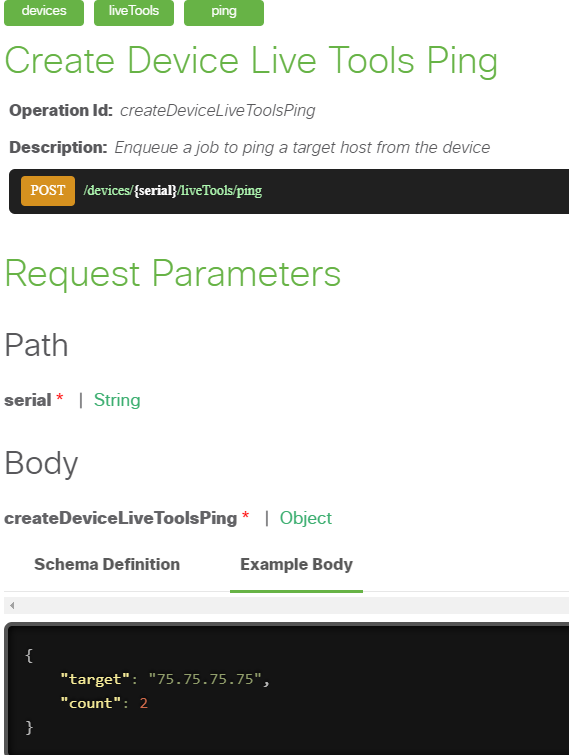 devices liveTools ping
Create Device Live Tools Ping
Operation Id: createDeviceLiveToolsPing
Description: Enqueue a job to ping a target host from the device
POST /devices/{serial}/liveTools/ping
Request Parameters
Path
serial * | String
Body
createDeviceLiveToolsPing * | Object
Schema Definition Example Body
{
"target": "75.75.75.75",
"count": 2
}